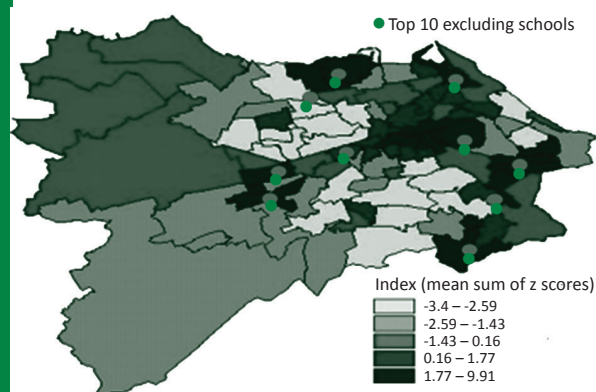 Top 10 excluding schools
Index (mean sum of z scores)
-3.4 – -2.59
-2.59 – -1.43
-1.43 – 0.16
0.16 – 1.77
1.77 – 9.91